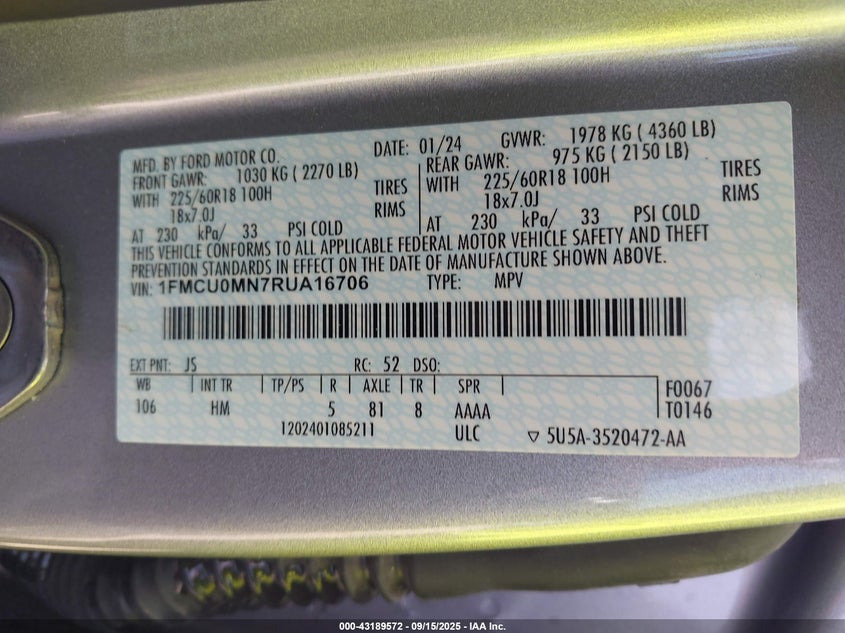 MFD. BY FORD MOTOR CO. DATE: 01/24 GVWR: 1978 KG ( 4360 LB)
FRONT GAWR: 1030 KG ( 2270 LB) REAR GAWR: 975 KG ( 2150 LB)
WITH 225/60R18 100H TIRES WITH 225/60R18 100H TIRES
18x7.0J RIMS 18x7.0J RIMS
AT 230 kPa/ 33 PSI COLD AT 230 kPa/ 33 PSI COLD
THIS VEHICLE CONFORMS TO ALL APPLICABLE FEDERAL MOTOR VEHICLE SAFETY AND THEFT
PREVENTION STANDARDS IN EFFECT ON THE DATE OF MANUFACTURE SHOWN ABOVE.
VIN: 1FMCU0MN7RUA16706 TYPE: MPV
EXT PNT: JS RC: 52 DSO:
WB INT TR TP/PS R AXLE TR SPR F0067
106 HM 5 81 8 AAAA T0146
1202401085211 ULC ▽ 5U5A-3520472-AA
000-43189572 - 09/15/2025 - IAA Inc.